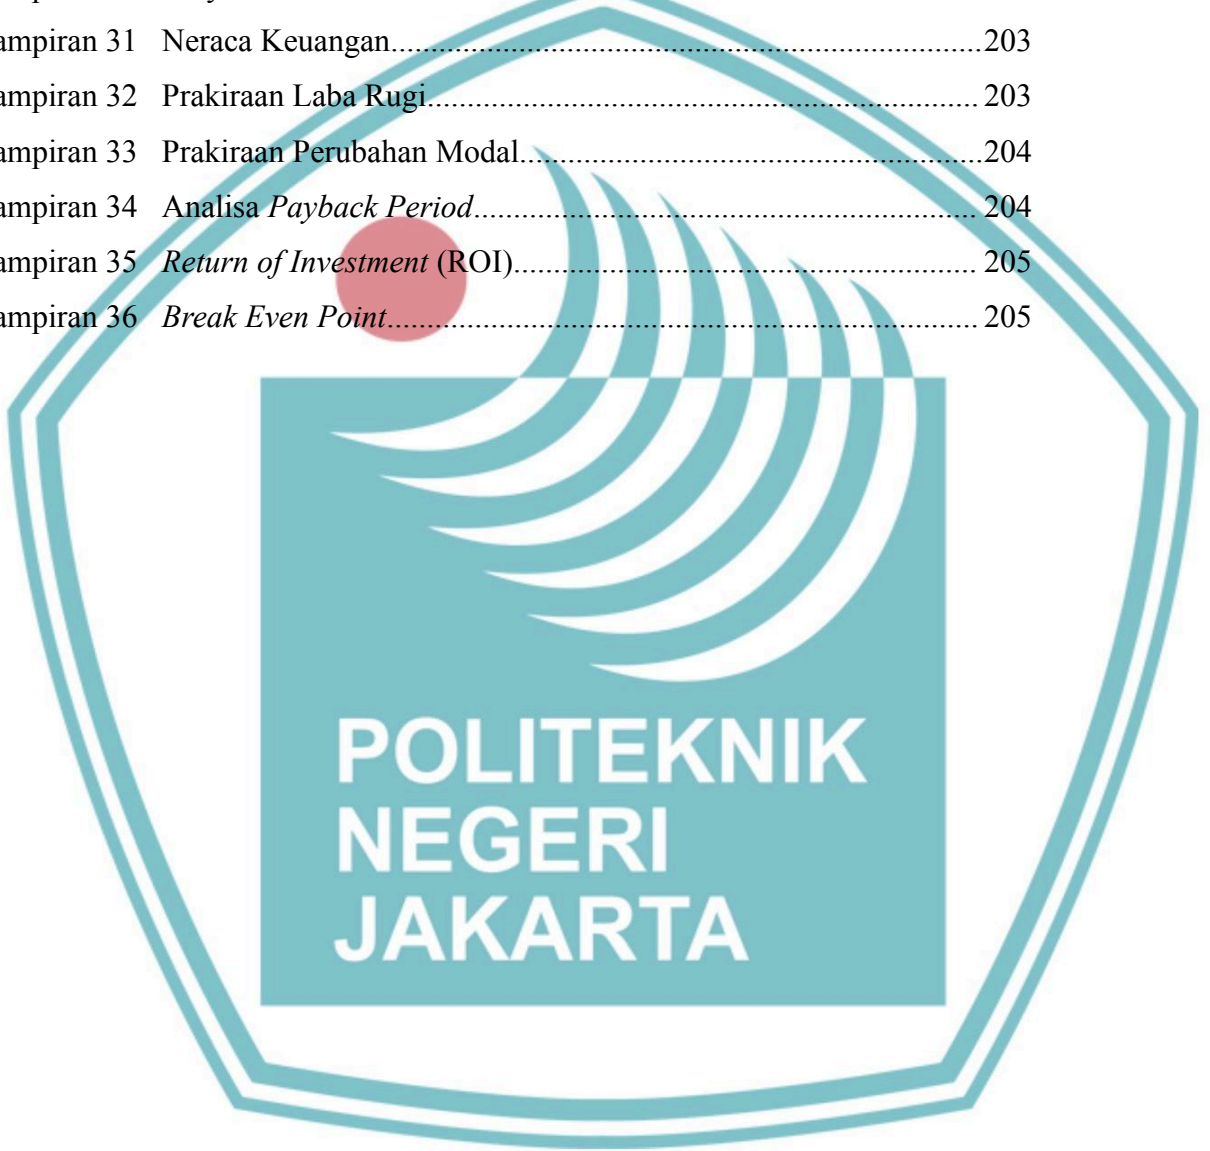 ampiran 31 Neraca Keuangan..........................................................................203
ampiran 32 Prakiraan Laba Rugi..................................................................... 203
ampiran 33 Prakiraan Perubahan Modal.........................................................204
ampiran 34 Analisa Payback Period............................................................... 204
ampiran 35 Return of Investment (ROI).......................................................... 205
ampiran 36 Break Even Point.......................................................................... 205
POLITEKNIK
NEGERI
JAKARTA